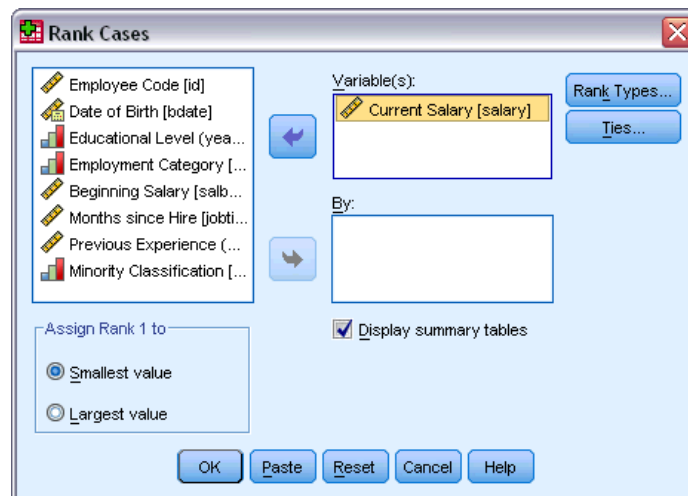 Rank Cases
Employee Code [id]
Date of Birth [bdate]
Educational Level (yea...
Employment Category [...
Beginning Salary [salb...
Months since Hire [jobti...
Previous Experience (...
Minority Classification [...
Variable(s):
Current Salary [salary]
By:
Rank Types...
Ties...
Assign Rank 1 to
Smallest value
Largest value
Display summary tables
OK
Paste
Reset
Cancel
Help